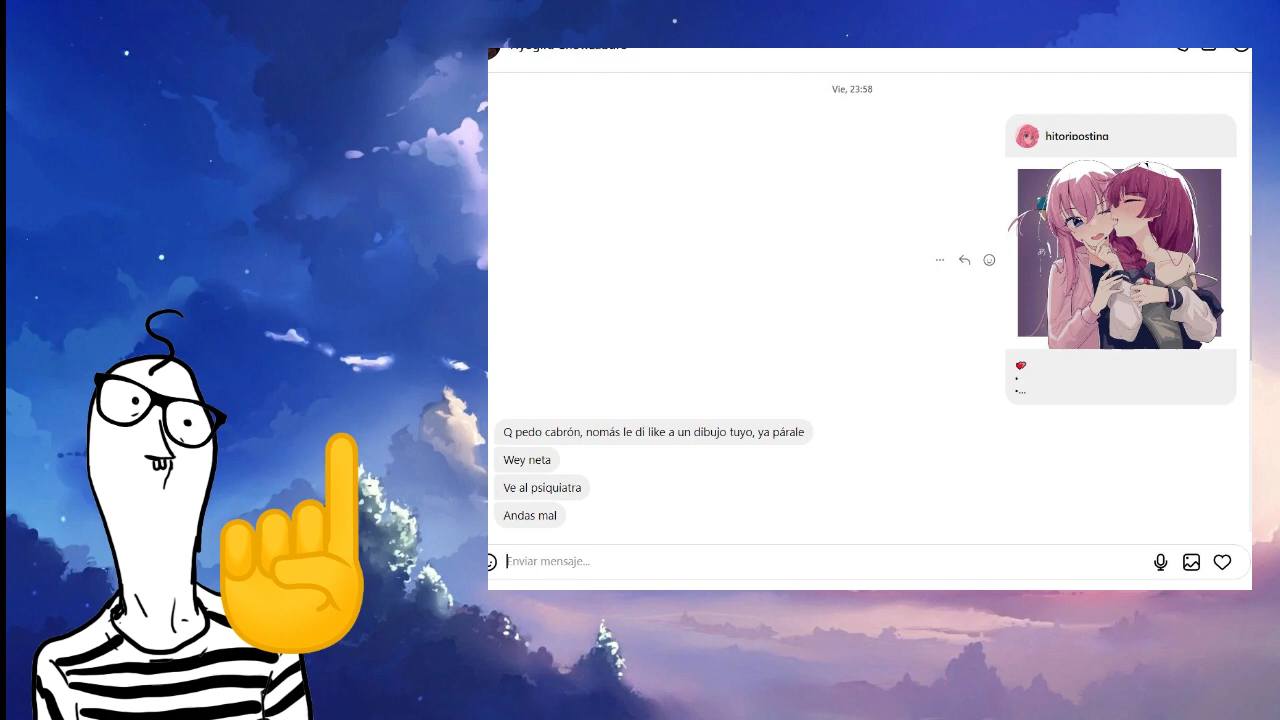 Vie, 23:58
hitoriposting
Q pedo cabrón, nomás le di like a un dibujo tuyo, ya párale
Wey neta
Ve al psiquiatra
Andas mal
Enviar mensaje...